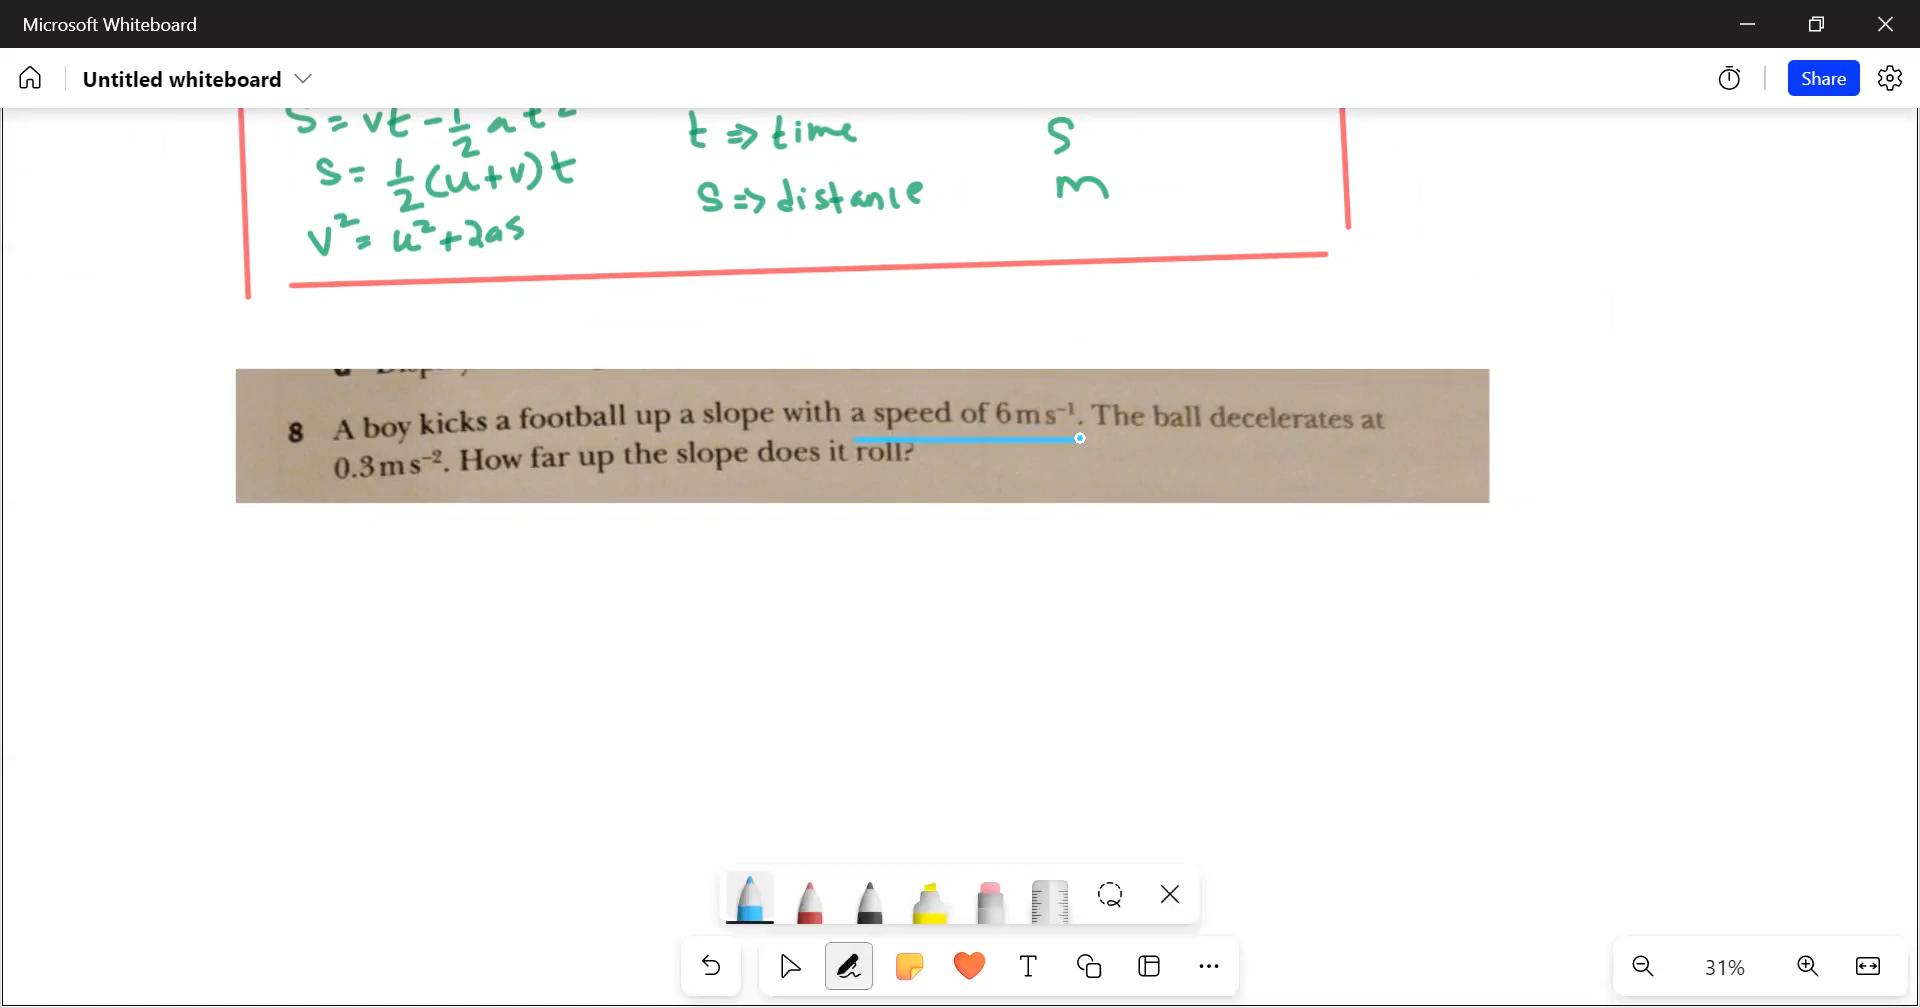 Microsoft Whiteboard
Untitled whiteboard
Share
S = vt - 1/2 at²
t => time
S
S = 1/2 (u+v) t
S => distance
m
v² = u² + 2as
8 A boy kicks a football up a slope with a speed of 6 m s⁻¹. The ball decelerates at
0.3 m s⁻². How far up the slope does it roll?
31%